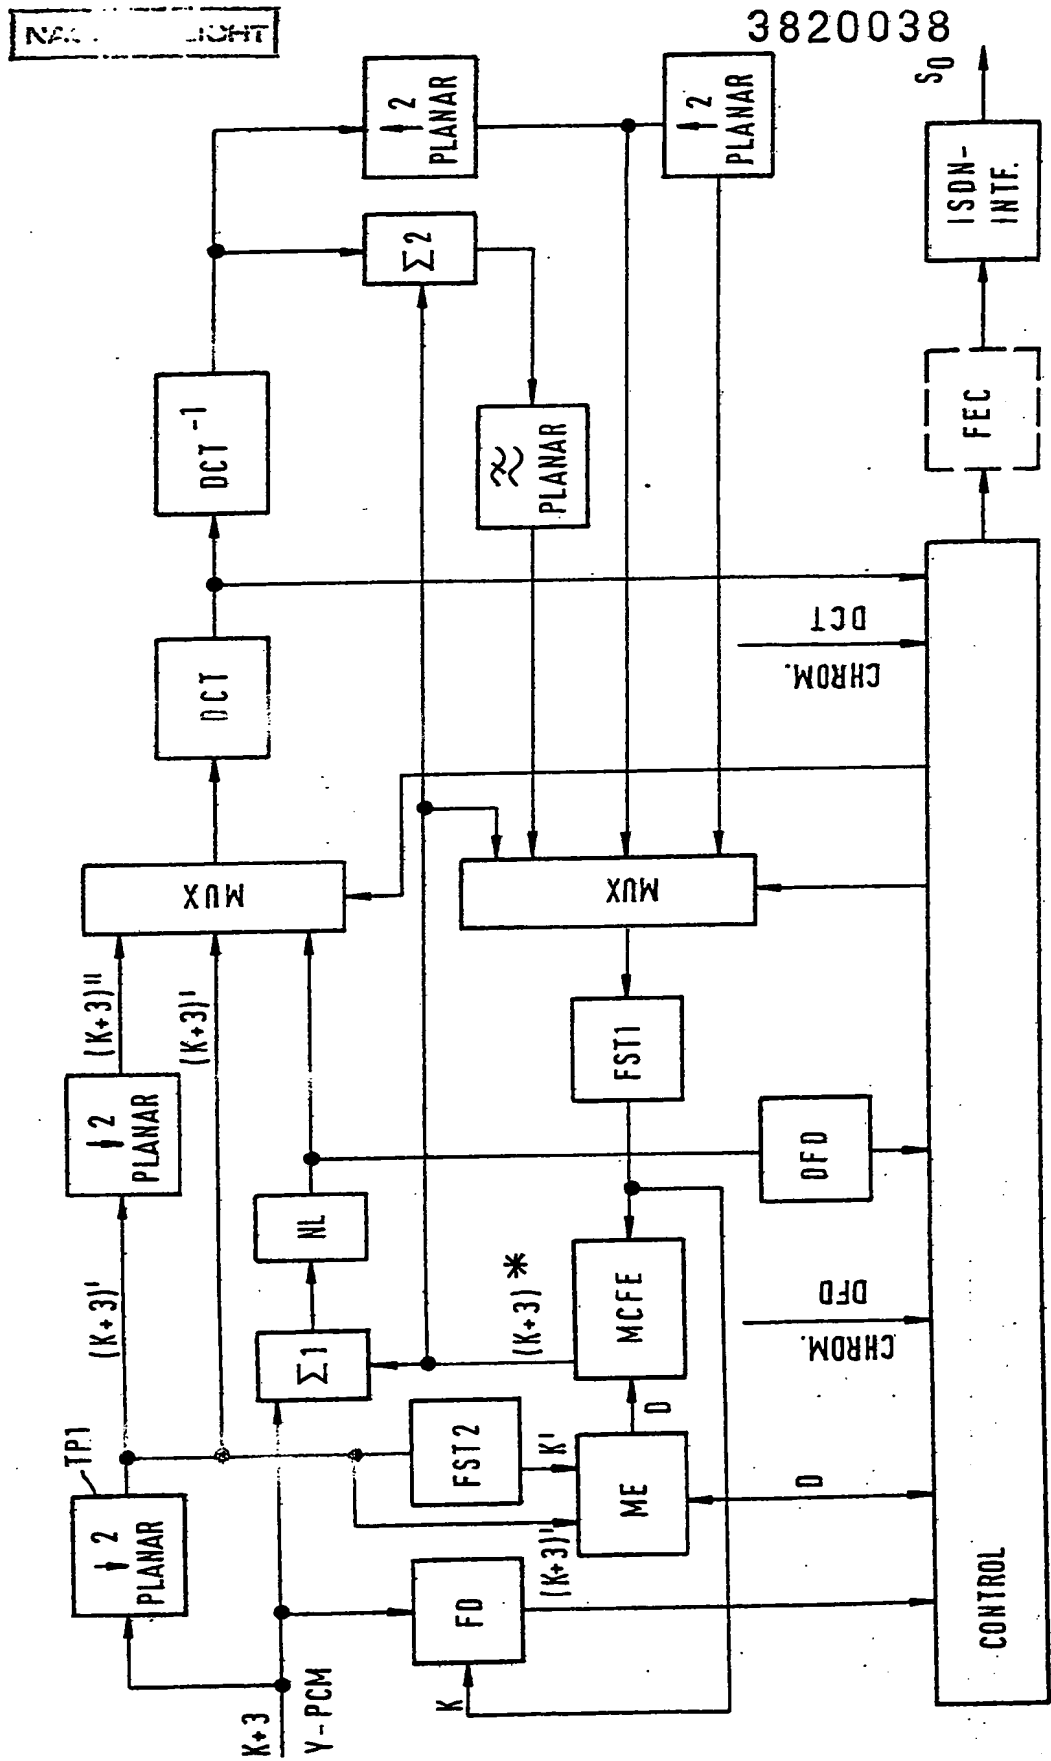 3820038
K+3
Y-PCM
↓2
PLANAR
TP1
(K+3)'
↓2
PLANAR
(K+3)"
(K+3)'
MUX
DCT
DCT⁻¹
↑2
PLANAR
↑2
PLANAR
Σ2
PLANAR
Σ1
NL
(K+3)*
FST2
K'
(K+3)'
FD
K
ME
D
D
MCFE
FST1
MUX
DFD
CHROM.
DFD
CHROM.
DCT
CONTROL
FEC
ISDN-
INTF.
S₀